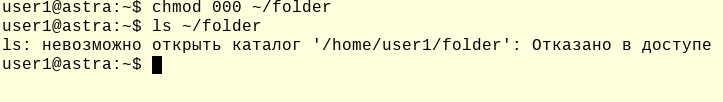 user1@astra:~$ chmod 000 ~/folder
user1@astra:~$ ls ~/folder
ls: невозможно открыть каталог '/home/user1/folder': Отказано в доступе
user1@astra:~$